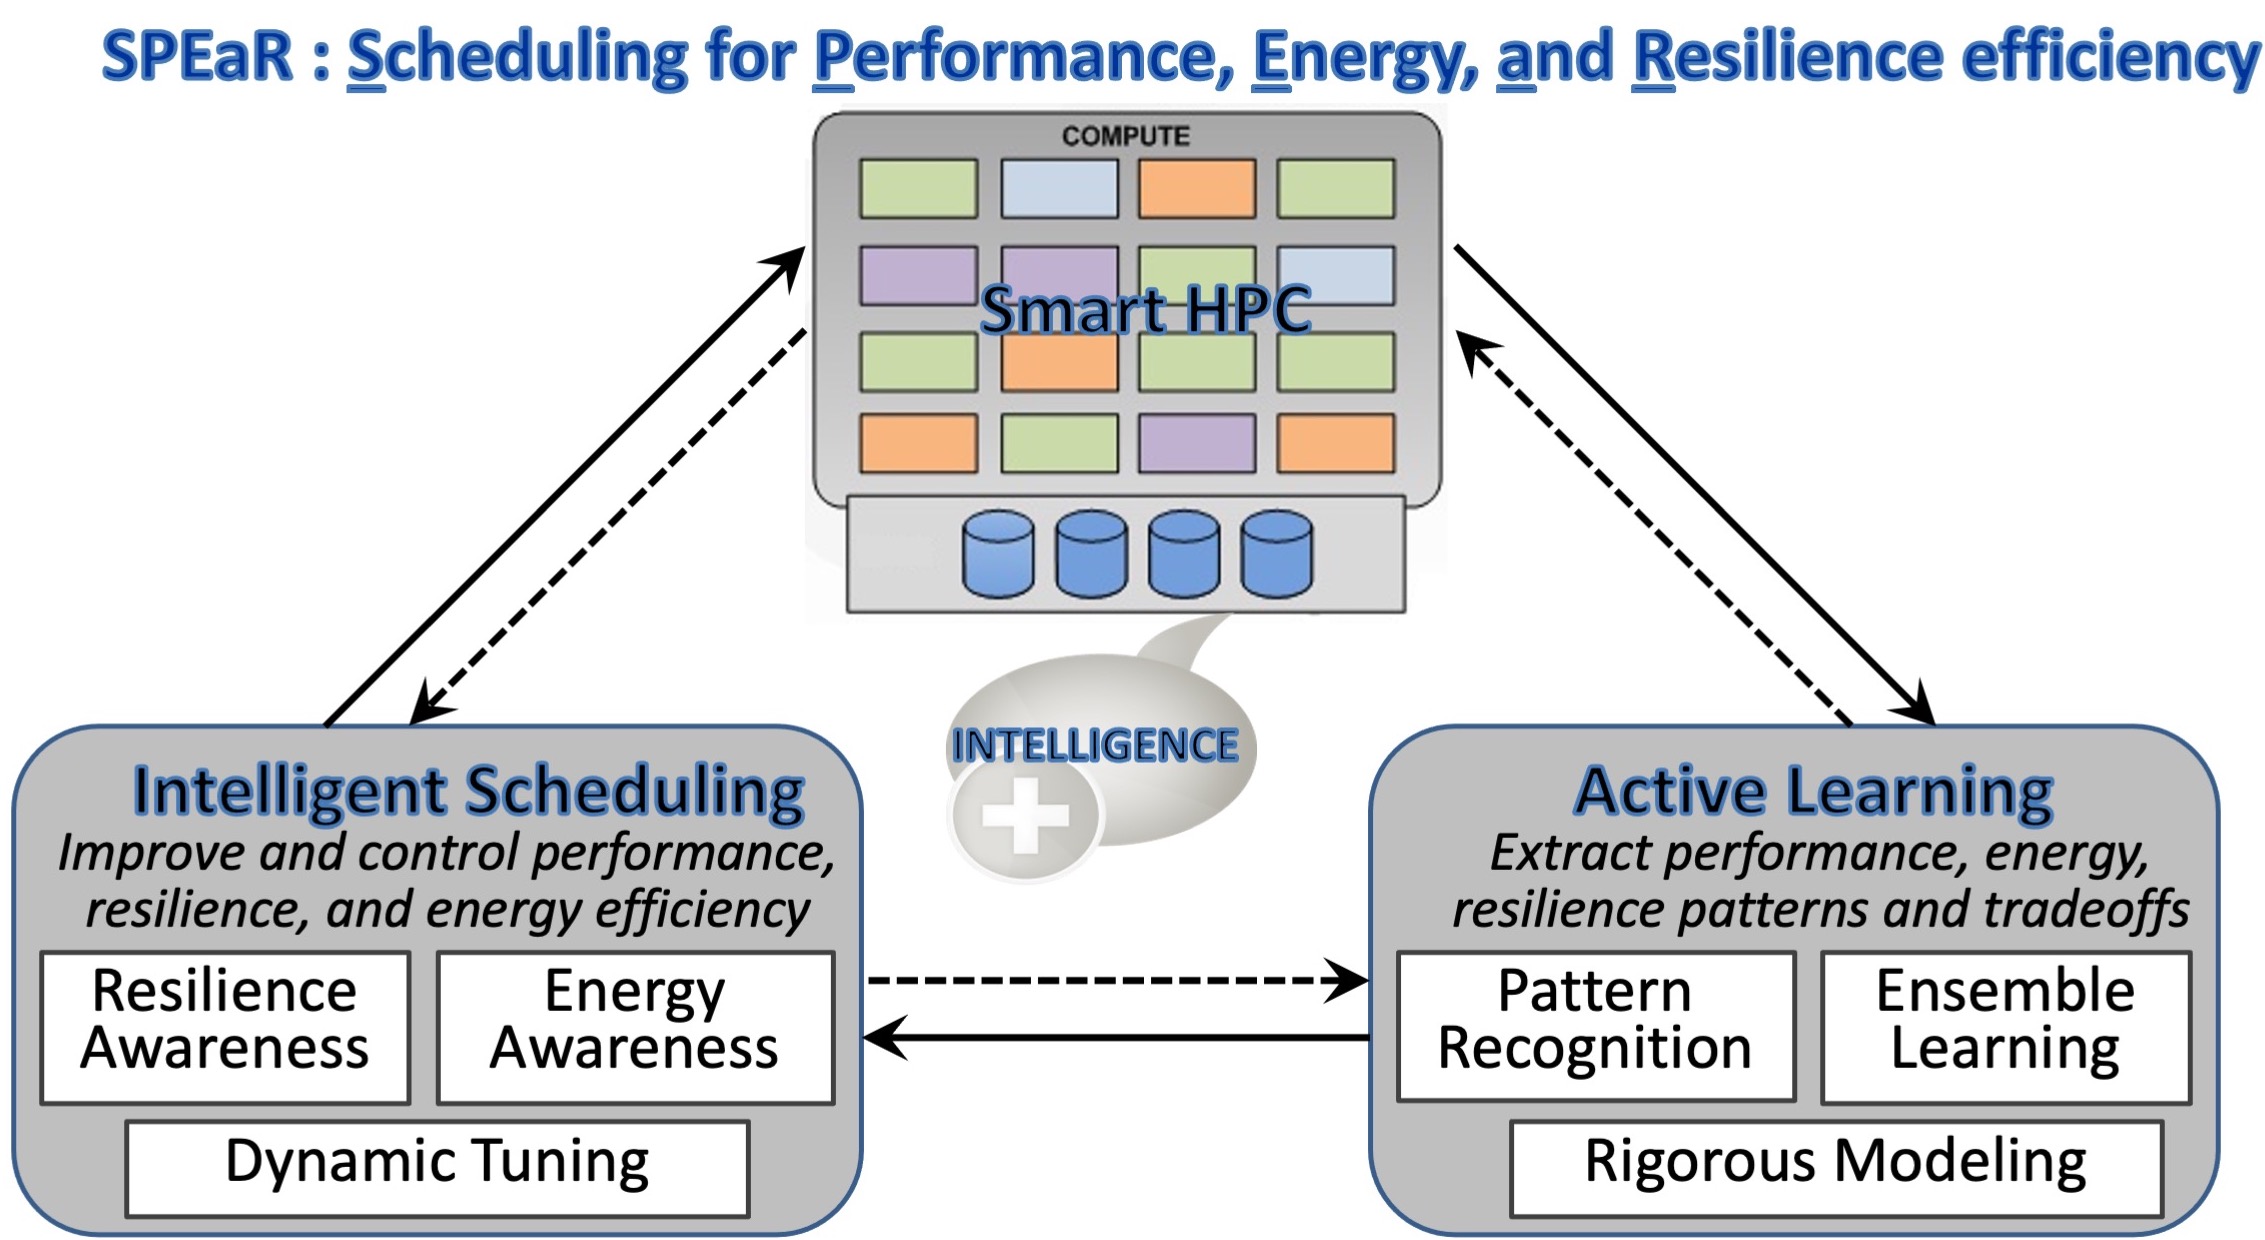 SPEaR : Scheduling for Performance, Energy, and Resilience efficiency
COMPUTE
Smart HPC
INTELLIGENCE
Intelligent Scheduling
Improve and control performance,
resilience, and energy efficiency
Resilience
Awareness
Energy
Awareness
Dynamic Tuning
Active Learning
Extract performance, energy,
resilience patterns and tradeoffs
Pattern
Recognition
Ensemble
Learning
Rigorous Modeling